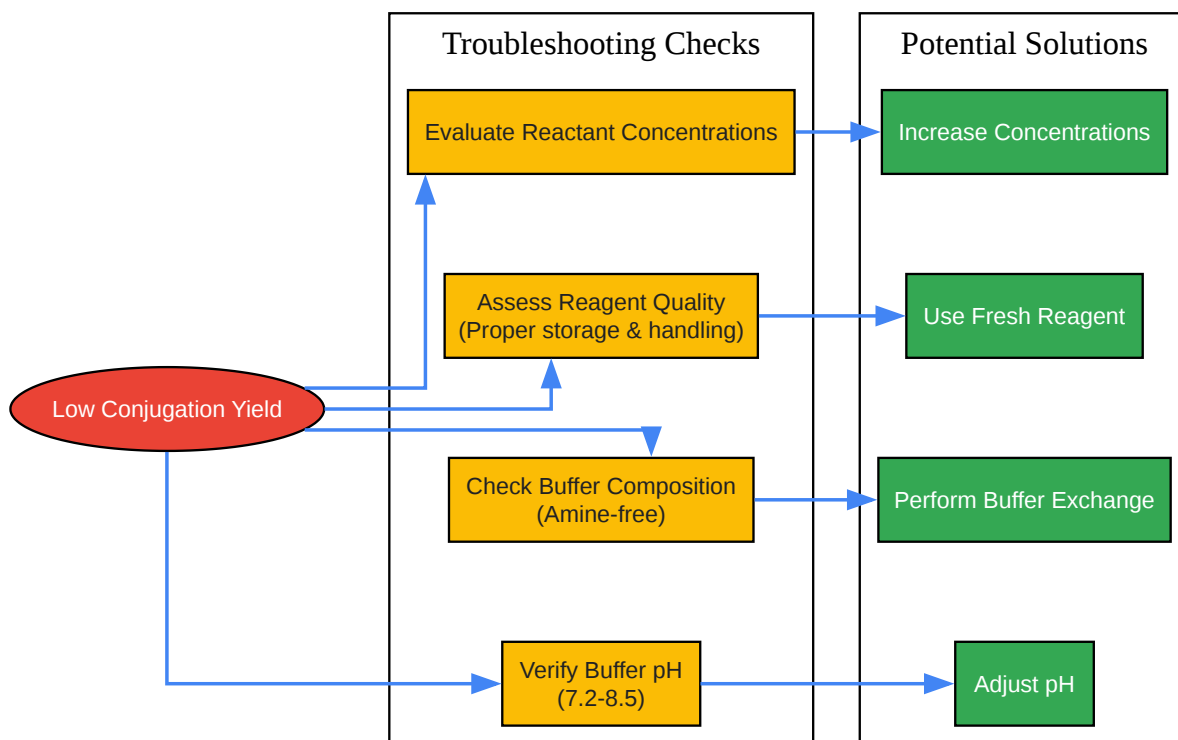 Troubleshooting Checks
Potential Solutions
Evaluate Reactant Concentrations
Increase Concentrations
Assess Reagent Quality
(Proper storage & handling)
Use Fresh Reagent
Low Conjugation Yield
Check Buffer Composition
(Amine-free)
Perform Buffer Exchange
Verify Buffer pH
(7.2-8.5)
Adjust pH